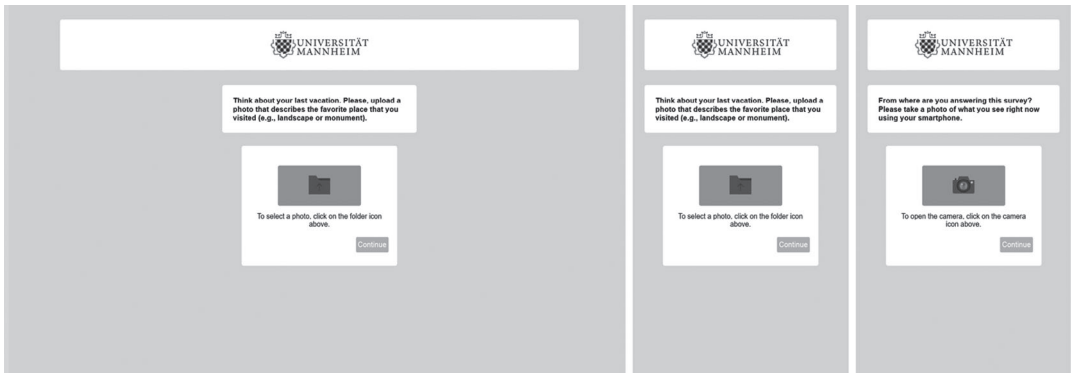 UNIVERSITÄT
MANNHEIM
Think about your last vacation. Please, upload a
photo that describes the favorite place that you
visited (e.g., landscape or monument).
To select a photo, click on the folder icon
above.
Continue
UNIVERSITÄT
MANNHEIM
Think about your last vacation. Please, upload a
photo that describes the favorite place that you
visited (e.g., landscape or monument).
To select a photo, click on the folder icon
above.
Continue
UNIVERSITÄT
MANNHEIM
From where are you answering this survey?
Please take a photo of what you see right now
using your smartphone.
To open the camera, click on the camera
icon above.
Continue